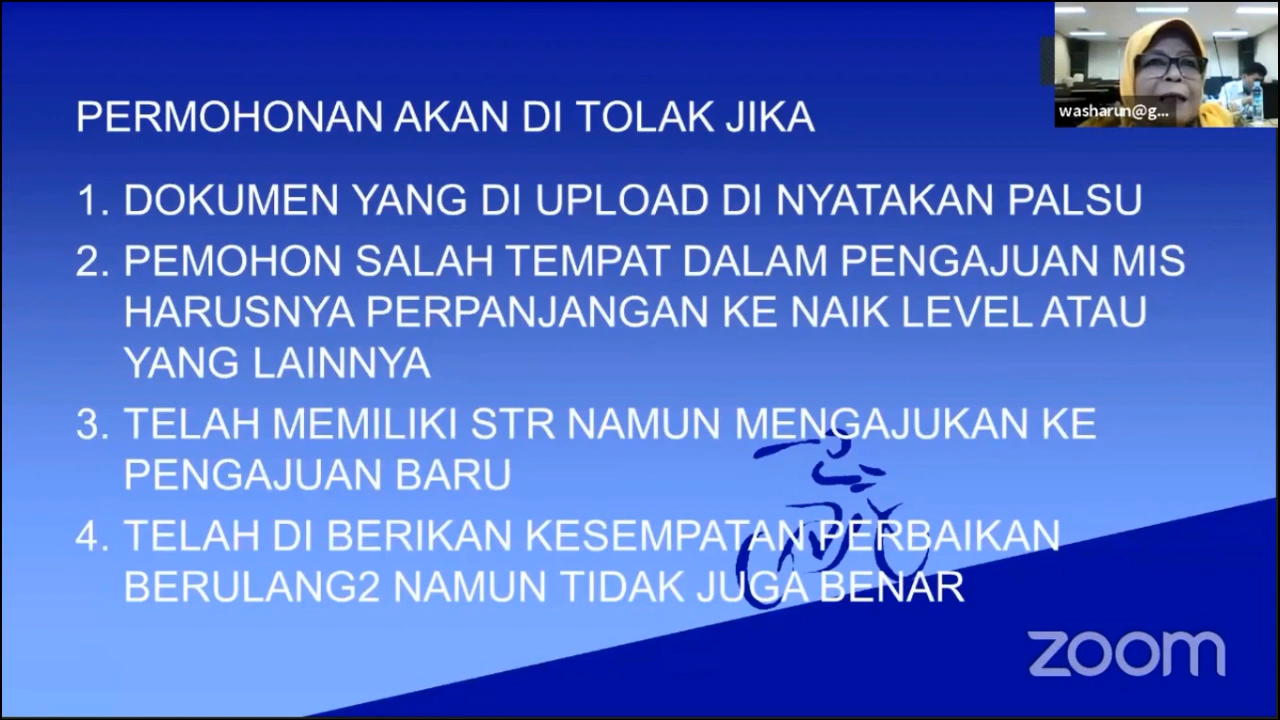 washarun@g...
PERMOHONAN AKAN DI TOLAK JIKA
1. DOKUMEN YANG DI UPLOAD DI NYATAKAN PALSU
2. PEMOHON SALAH TEMPAT DALAM PENGAJUAN MIS
HARUSNYA PERPANJANGAN KE NAIK LEVEL ATAU
YANG LAINNYA
3. TELAH MEMILIKI STR NAMUN MENGAJUKAN KE
PENGAJUAN BARU
4. TELAH DI BERIKAN KESEMPATAN PERBAIKAN
BERULANG2 NAMUN TIDAK JUGA BENAR
zoom